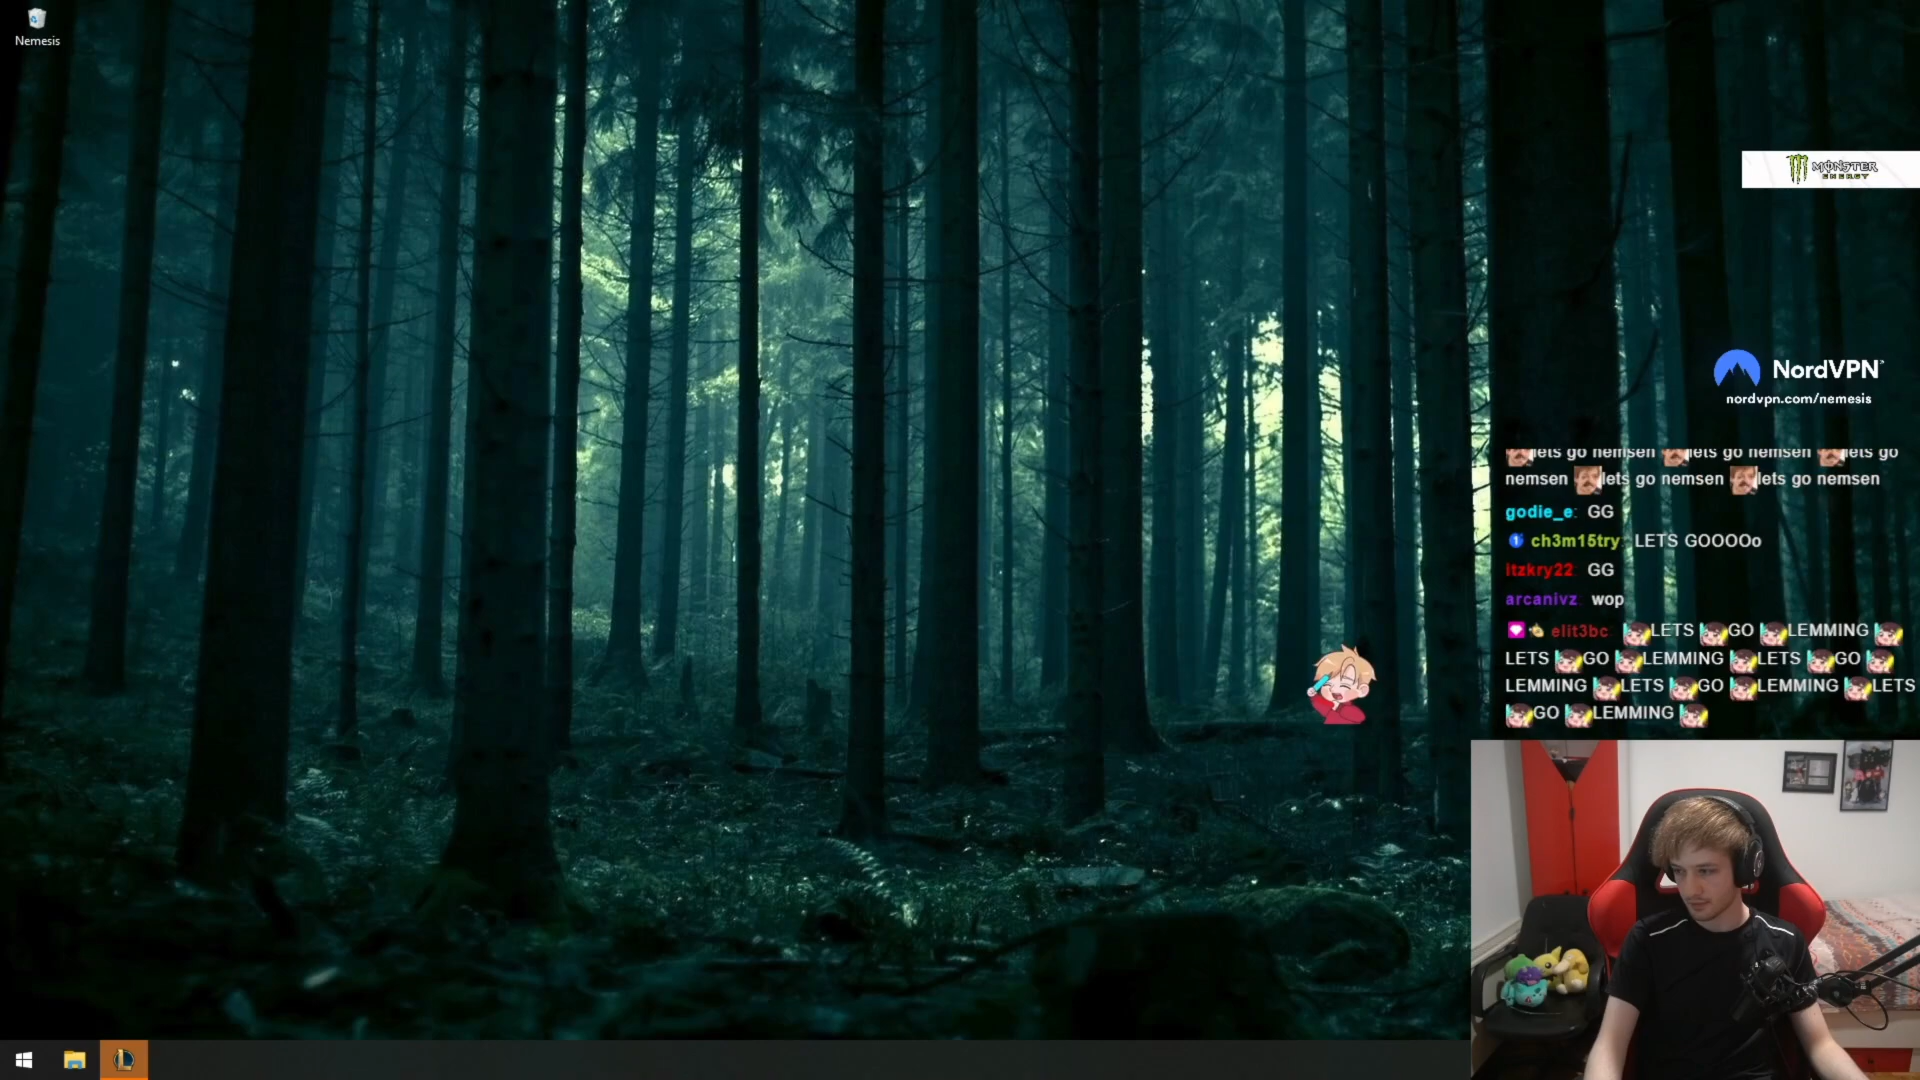 Nemesis
MONSTER
ENERGY
NordVPN
nordvpn.com/nemesis
lets go nemsen lets go nemsen lets go
nemsen lets go nemsen lets go nemsen
godie_e: GG
1 ch3m15try: LETS GOOOOo
itzkry22: GG
arcanivz: wop
elit3bc: LETS GO LEMMING
LETS GO LEMMING LETS GO
LEMMING LETS GO LEMMING LETS
GO LEMMING